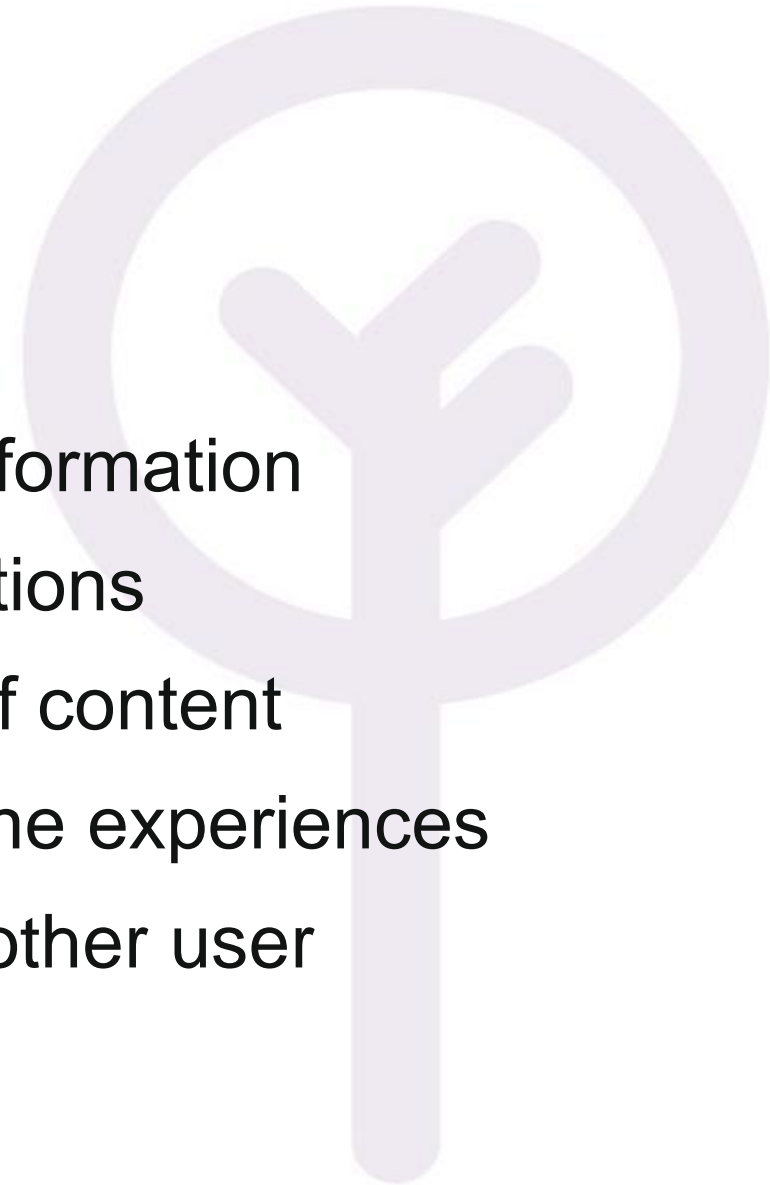 formation
tions
f content
ne experiences
other user